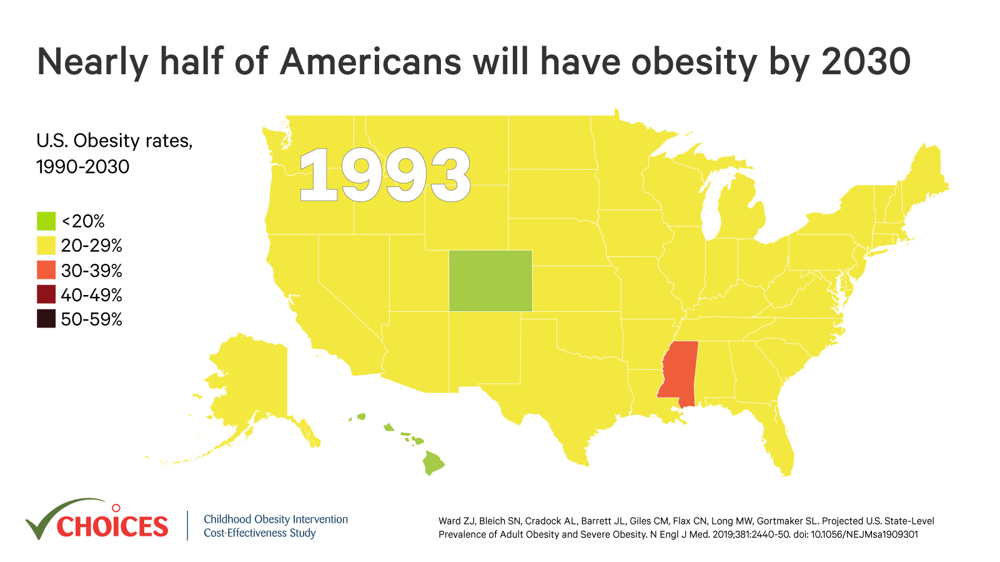 Nearly half of Americans will have obesity by 2030
U.S. Obesity rates,
1990-2030
1993
<20%
20-29%
30-39%
40-49%
50-59%
CHOICES
Childhood Obesity Intervention
Cost-Effectiveness Study
Ward ZJ, Bleich SN, Cradock AL, Barrett JL, Giles CM, Flax CN, Long MW, Gortmaker SL. Projected U.S. State-Level
Prevalence of Adult Obesity and Severe Obesity. N Engl J Med. 2019;381:2440-50. doi: 10.1056/NEJMsa1909301